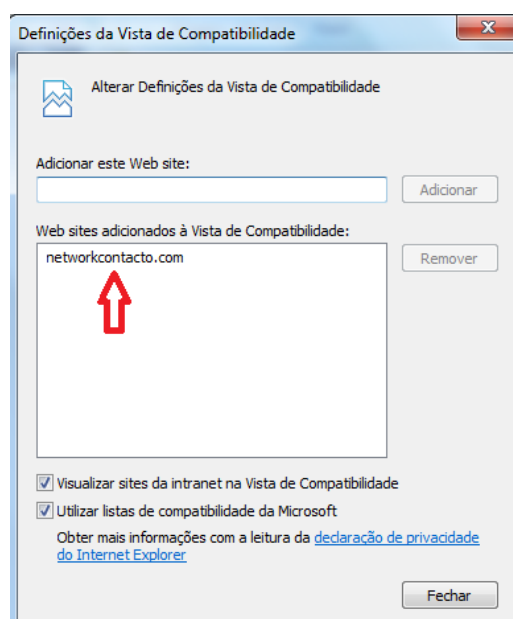 Definições da Vista de Compatibilidade
Alterar Definições da Vista de Compatibilidade
Adicionar este Web site:
Adicionar
Web sites adicionados à Vista de Compatibilidade:
networkcontacto.com
Remover
Visualizar sites da intranet na Vista de Compatibilidade
Utilizar listas de compatibilidade da Microsoft
Obter mais informações com a leitura da declaração de privacidade
do Internet Explorer
Fechar